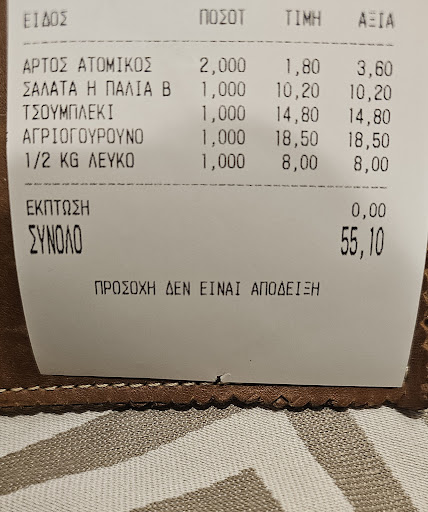 ΕΙΔΟΣ ΠΟΣΟΤ ΤΙΜΗ ΑΞΙΑ
ΑΡΤΟΣ ΑΤΟΜΙΚΟΣ 2,000 1,80 3,60
ΣΑΛΑΤΑ Η ΠΑΛΙΑ Β 1,000 10,20 10,20
ΤΣΟΥΜΠΛΕΚΙ 1,000 14,80 14,80
ΑΓΡΙΟΓΟΥΡΟΥΝΟ 1,000 18,50 18,50
1/2 KG ΛΕΥΚΟ 1,000 8,00 8,00
ΕΚΠΤΩΣΗ 0,00
ΣΥΝΟΛΟ 55,10
ΠΡΟΣΟΧΗ ΔΕΝ ΕΙΝΑΙ ΑΠΟΔΕΙΞΗ